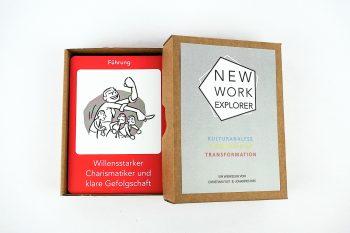 Führung
Willensstarker
Charismatiker und
klare Gefolgschaft
NEW
WORK
EXPLORER
KULTURANALYSE
TRANSFORMATION